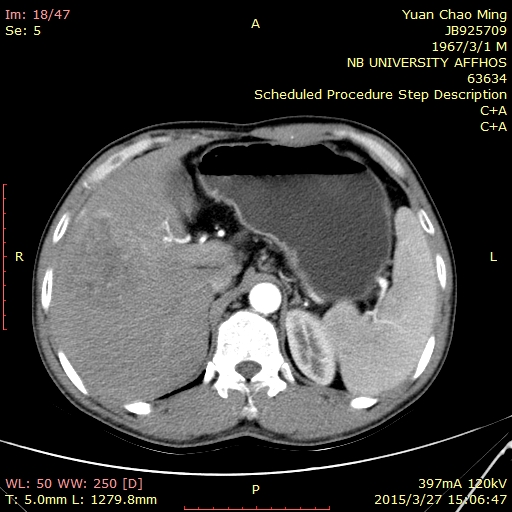 Im: 18/47
Se: 5
A
Yuan Chao Ming
JB925709
1967/3/1 M
NB UNIVERSITY AFFHOS
63634
Scheduled Procedure Step Description
C+A
C+A
R
L
WL: 50 WW: 250 [D]
T: 5.0mm L: 1279.8mm
P
397mA 120kV
2015/3/27 15:06:47